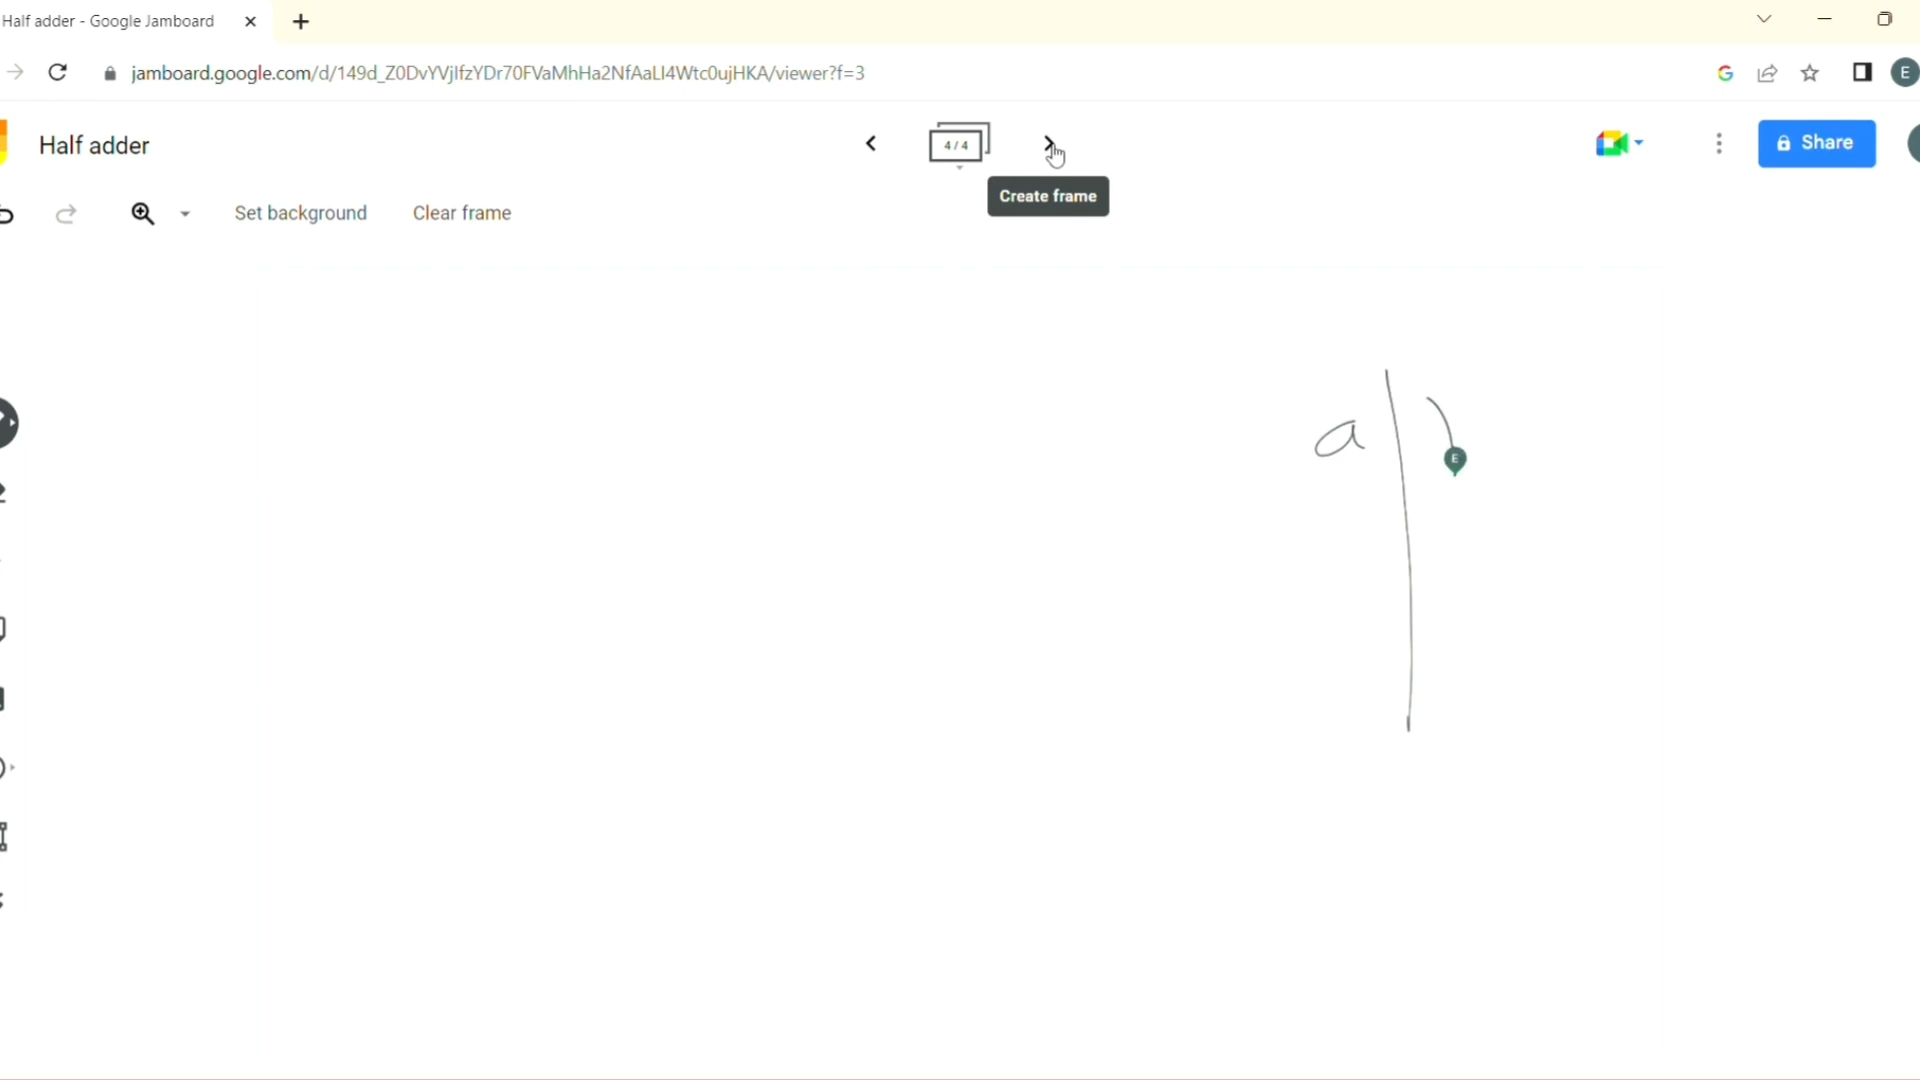 Half adder - Google Jamboard
jamboard.google.com/d/149d_Z0DvYVjlfzYDr70FVaMhHa2NfAaLI4Wtc0ujHKA/viewer?f=3
E
Half adder
4/4
Share
Create frame
Set background
Clear frame
a
E